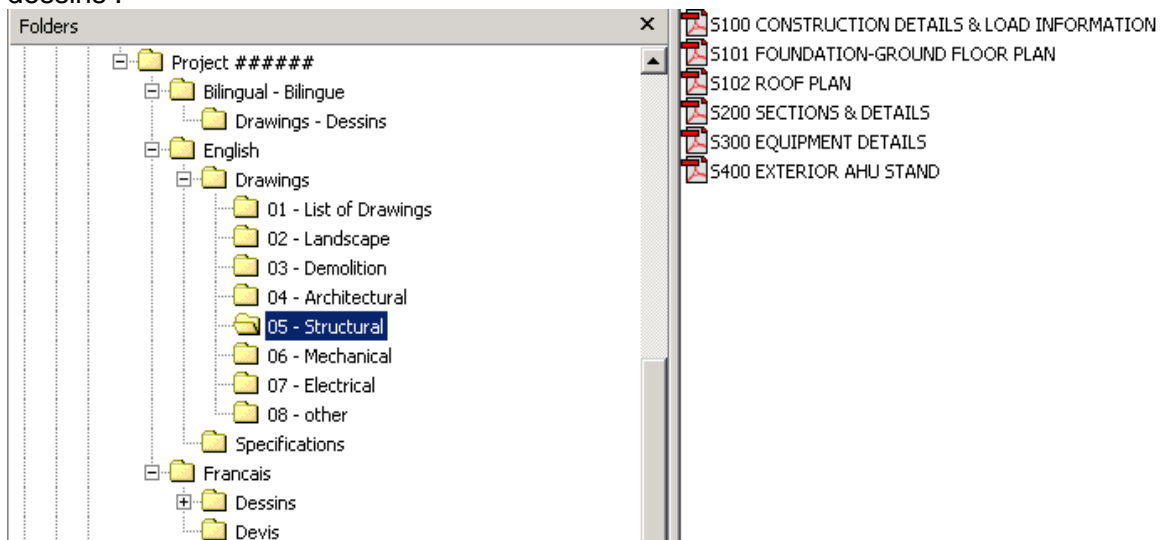 dessins :
Folders
Project ######
Bilingual - Bilingue
Drawings - Dessins
English
Drawings
01 - List of Drawings
02 - Landscape
03 - Demolition
04 - Architectural
05 - Structural
06 - Mechanical
07 - Electrical
08 - other
Specifications
Francais
Dessins
Devis
S100 CONSTRUCTION DETAILS & LOAD INFORMATION
S101 FOUNDATION-GROUND FLOOR PLAN
S102 ROOF PLAN
S200 SECTIONS & DETAILS
S300 EQUIPMENT DETAILS
S400 EXTERIOR AHU STAND